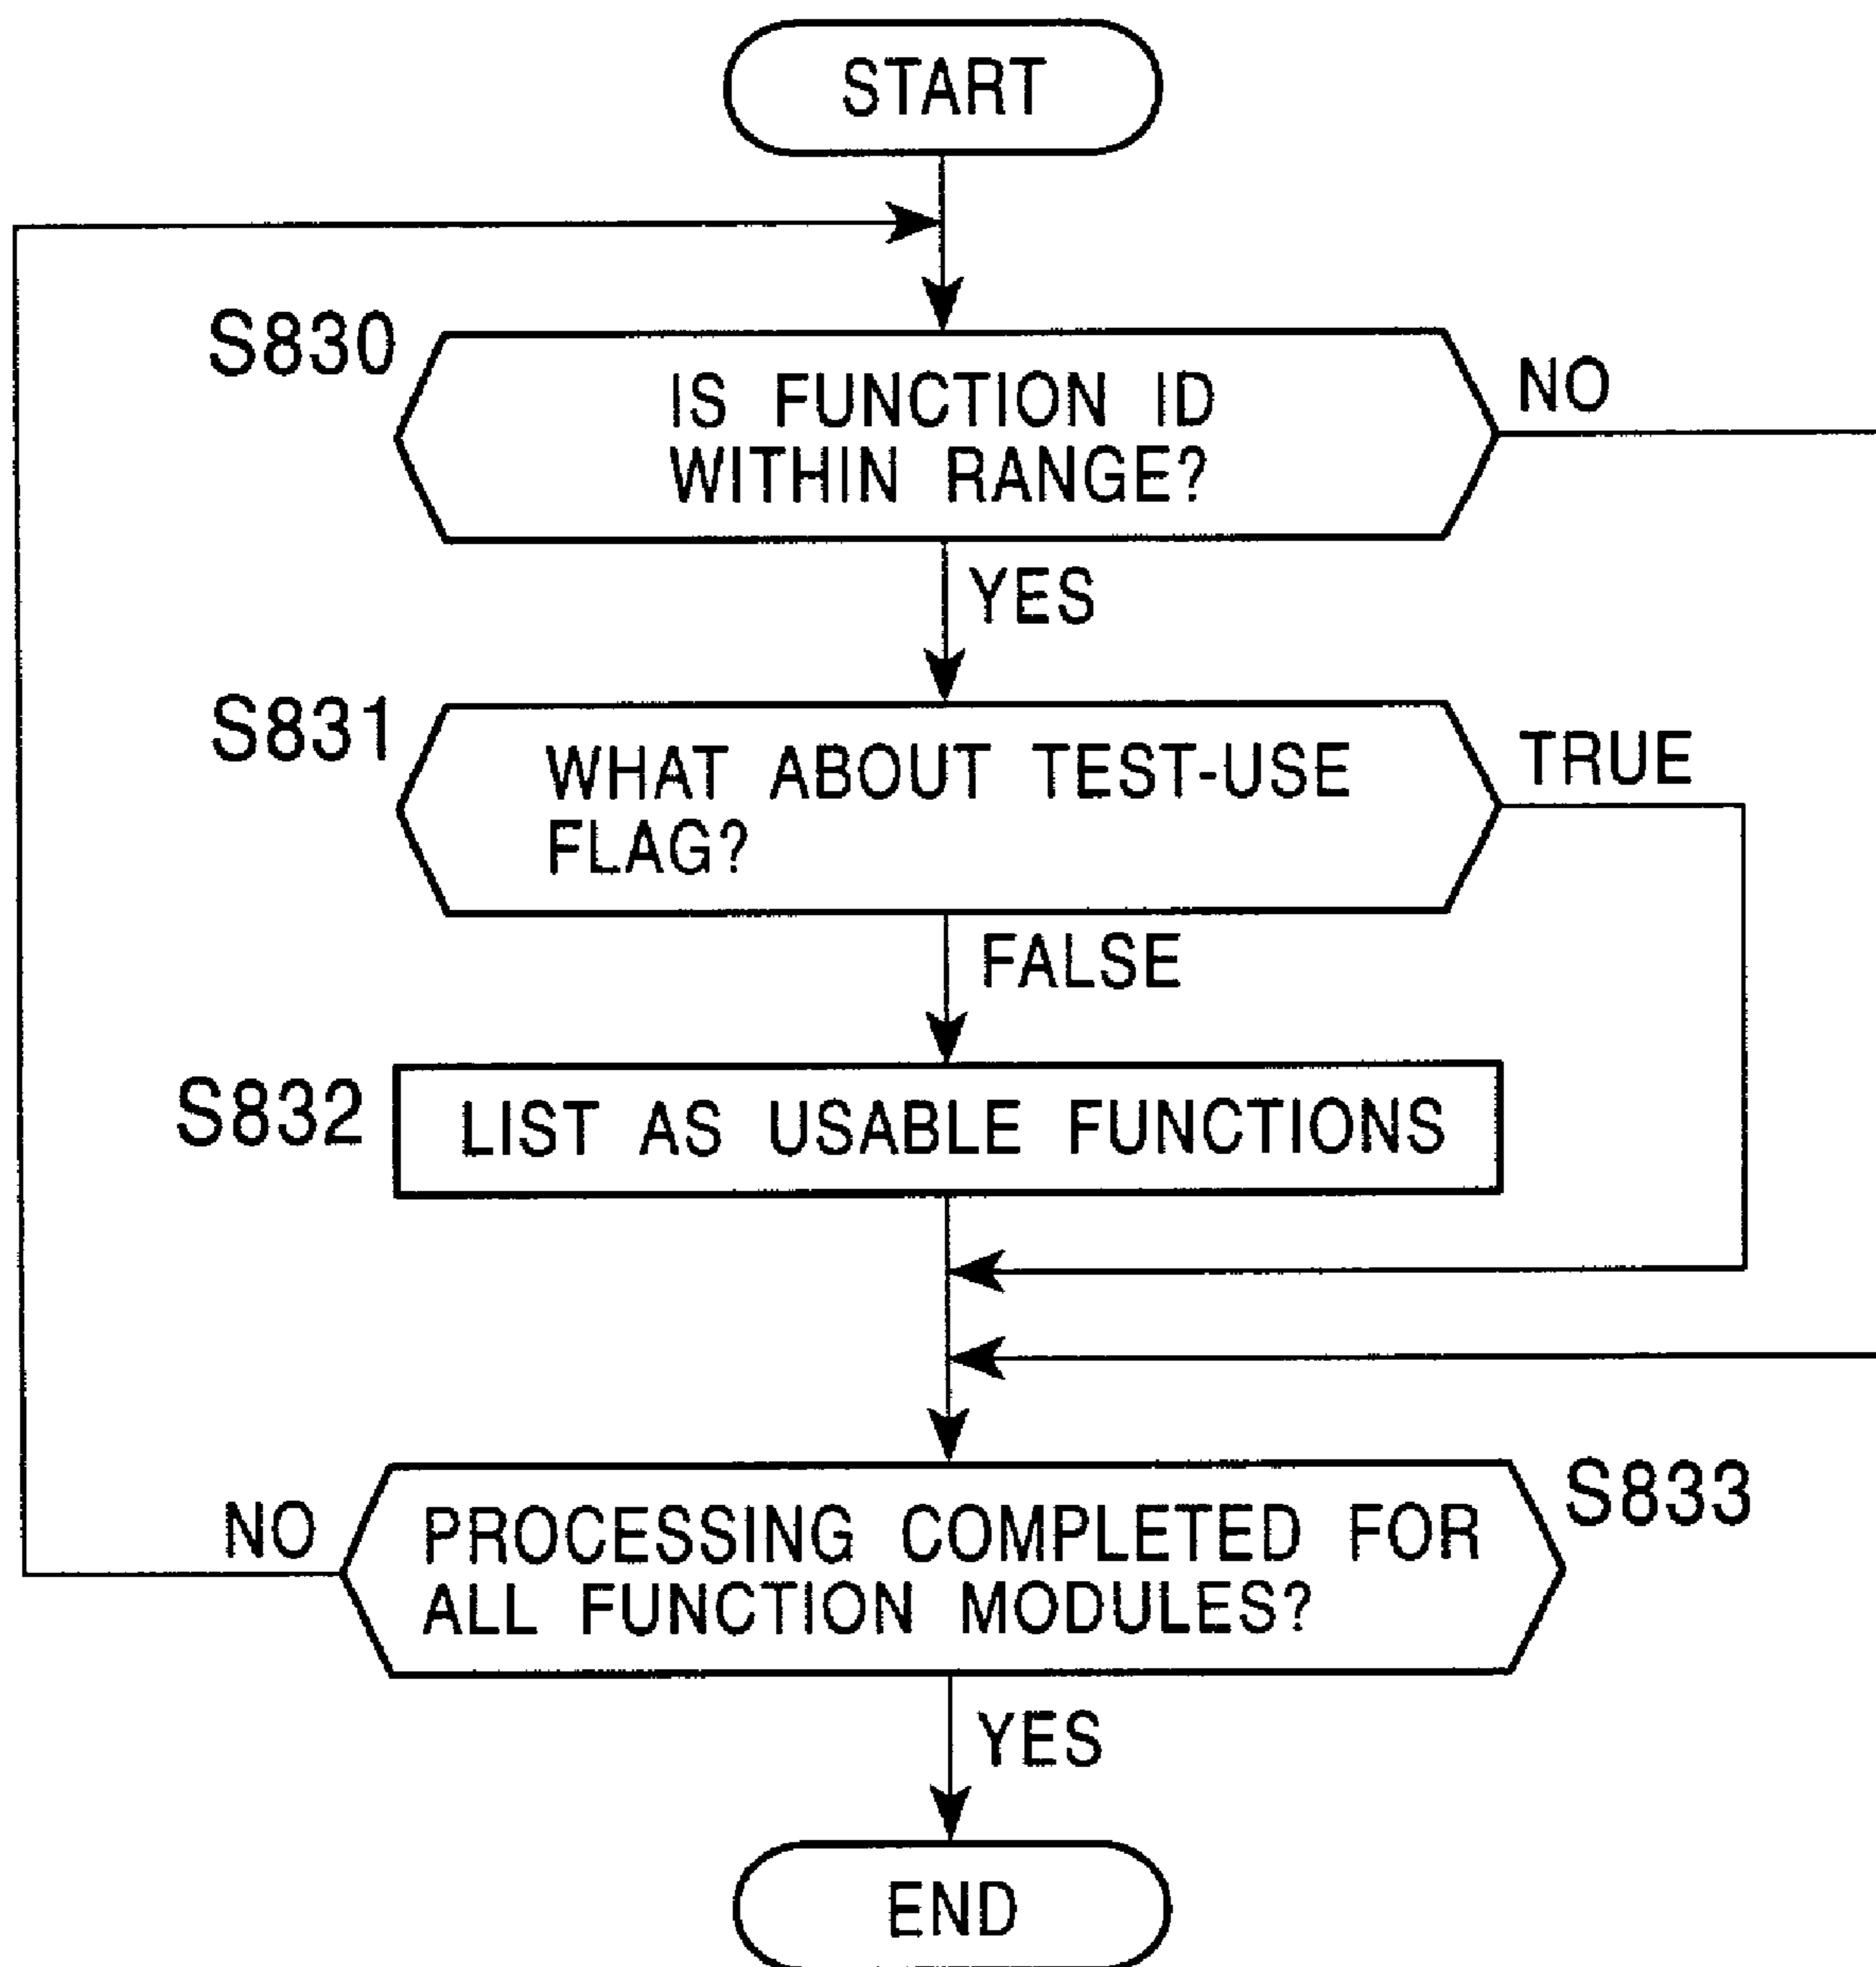 START
S830
IS FUNCTION ID
WITHIN RANGE?
NO
YES
S831
WHAT ABOUT TEST-USE
FLAG?
TRUE
FALSE
S832
LIST AS USABLE FUNCTIONS
S833
NO
PROCESSING COMPLETED FOR
ALL FUNCTION MODULES?
YES
END